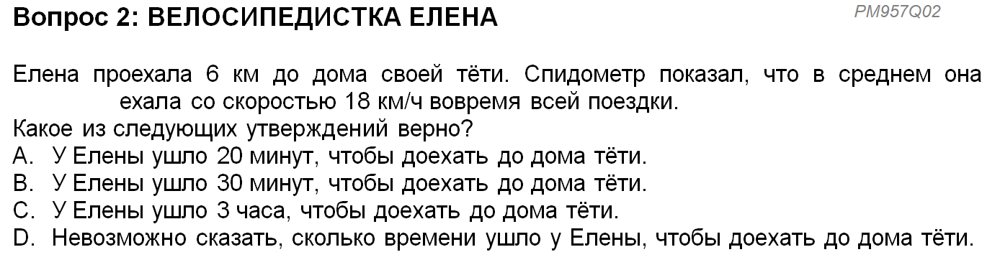 Вопрос 2: ВЕЛОСИПЕДИСТКА ЕЛЕНА
PM957Q02
Елена проехала 6 км до дома своей тёти. Спидометр показал, что в среднем она
ехала со скоростью 18 км/ч вовремя всей поездки.
Какое из следующих утверждений верно?
A. У Елены ушло 20 минут, чтобы доехать до дома тёти.
B. У Елены ушло 30 минут, чтобы доехать до дома тёти.
C. У Елены ушло 3 часа, чтобы доехать до дома тёти.
D. Невозможно сказать, сколько времени ушло у Елены, чтобы доехать до дома тёти.